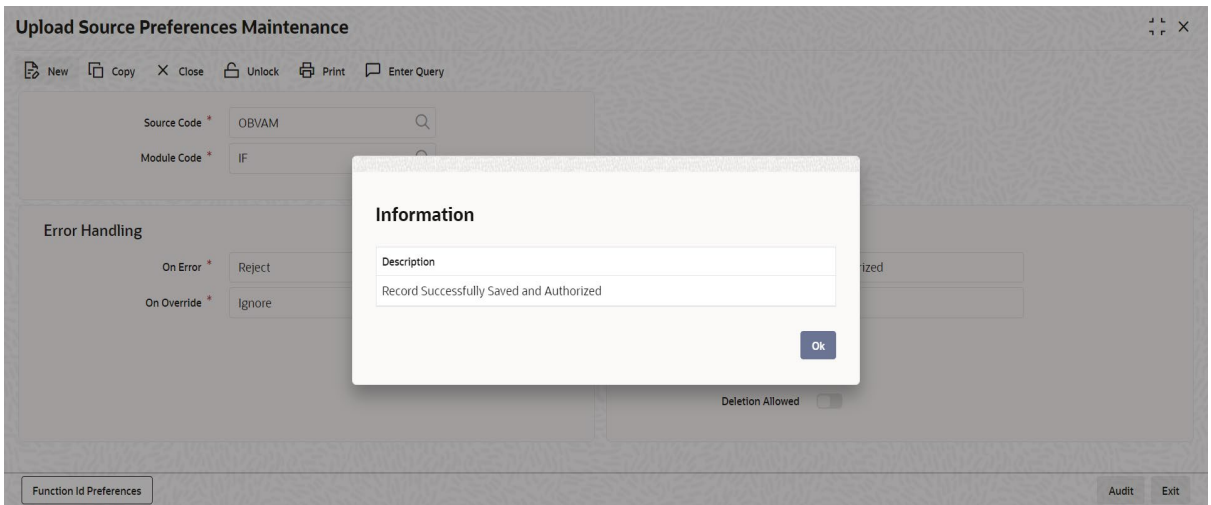 Upload Source Preferences Maintenance
New Copy Close Unlock Print Enter Query
Source Code * OBVAM
Module Code * IF
Information
Error Handling
Description
On Error * Reject
Record Successfully Saved and Authorized
On Override * Ignore
Ok
Deletion Allowed
Function Id Preferences Audit Exit